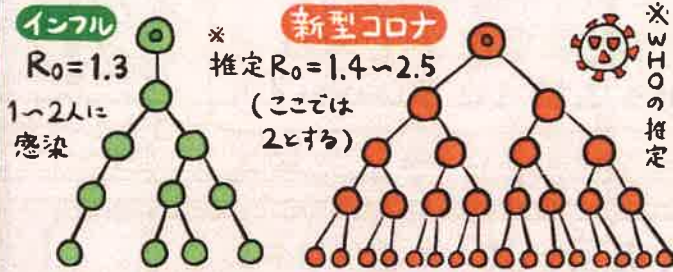 インフル
R₀=1.3
1〜2人に
感染
新型コロナ
※
推定R₀=1.4〜2.5
(ここでは
2とする)
※WHOの推定